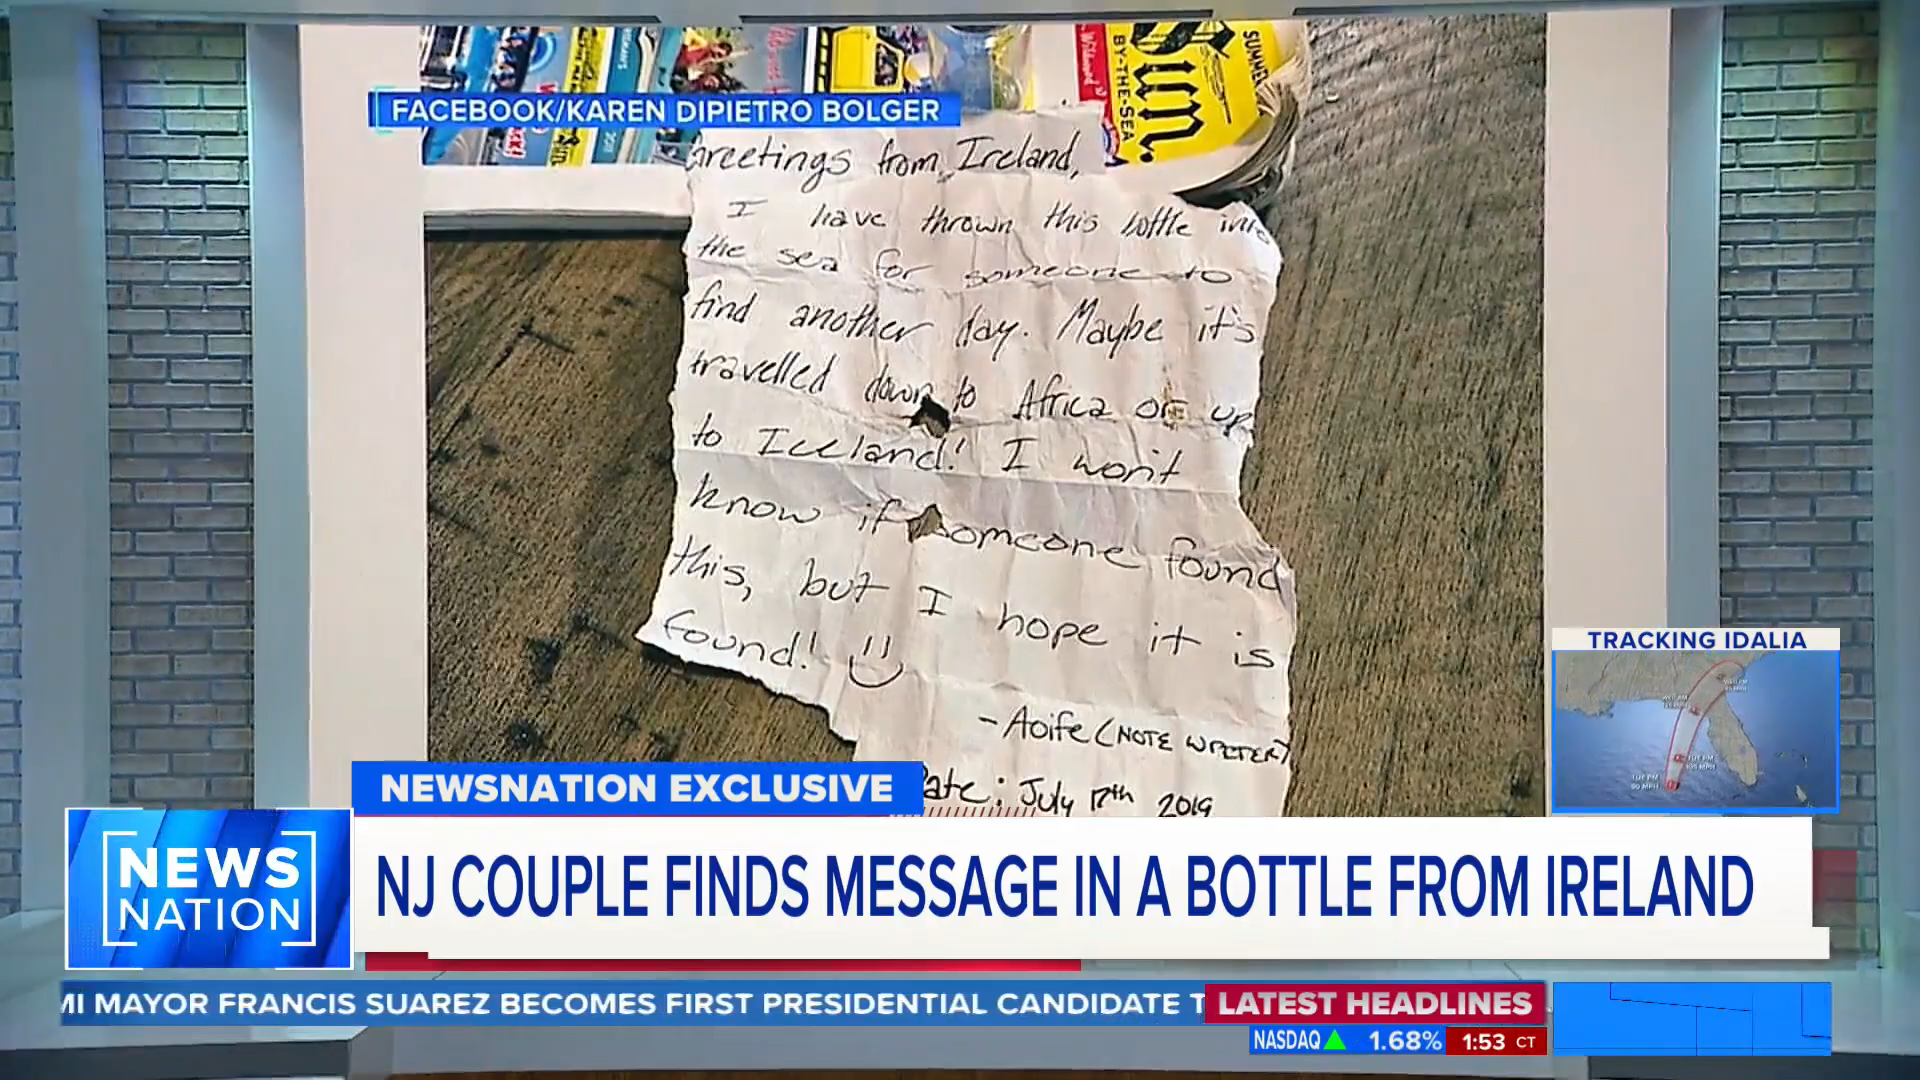 SUMMER
Sun.
BY-THE-SEA
Wildwood
FACEBOOK/KAREN DIPIETRO BOLGER
Greetings from Ireland,
I have thrown this bottle into
the sea for someone to
find another day. Maybe it's
travelled down to Africa or up
to Iceland! I won't
know if someone found
this, but I hope it is
found!
-Aoife (NOTE WRITER)
Date: July 17th 2019
TRACKING IDALIA
NEWSNATION EXCLUSIVE
NEWS
NATION
NJ COUPLE FINDS MESSAGE IN A BOTTLE FROM IRELAND
MI MAYOR FRANCIS SUAREZ BECOMES FIRST PRESIDENTIAL CANDIDATE T
LATEST HEADLINES
NASDAQ 1.68% 1:53 CT